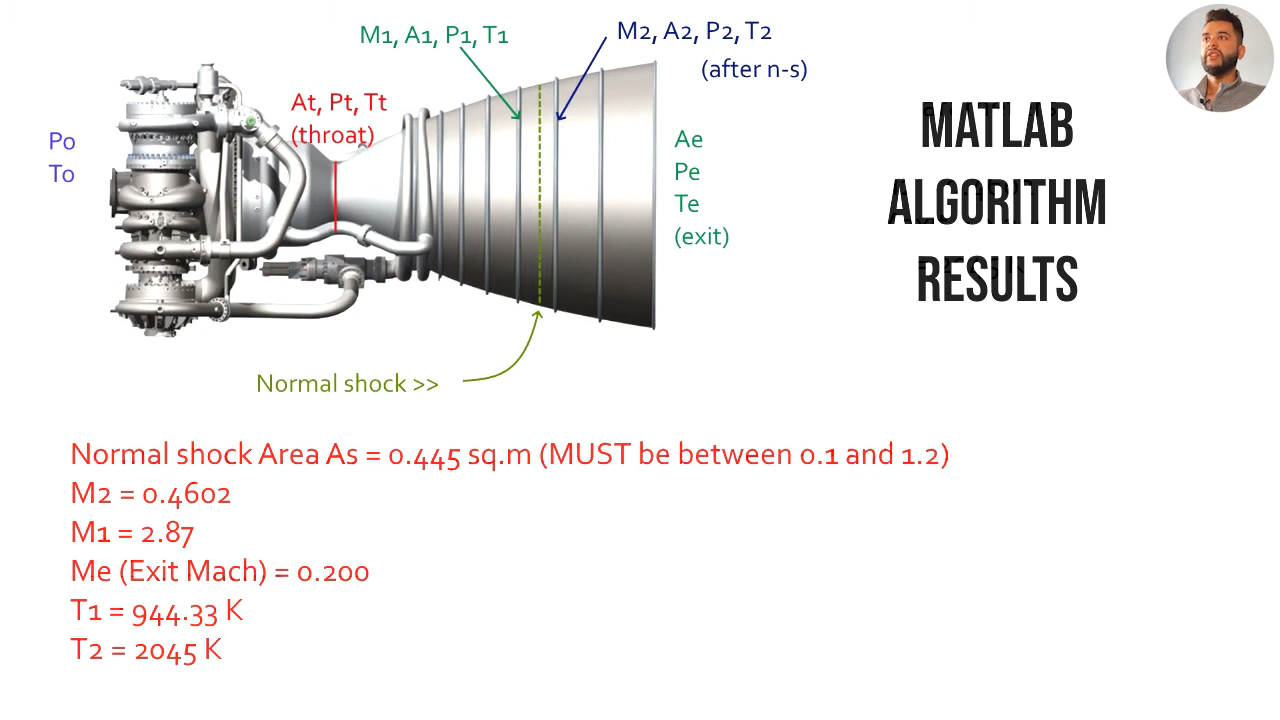 M1, A1, P1, T1
M2, A2, P2, T2
(after n-s)
At, Pt, Tt
(throat)
Po
To
Ae
Pe
Te
(exit)
MATLAB
ALGORITHM
RESULTS
Normal shock >>
Normal shock Area As = 0.445 sq.m (MUST be between 0.1 and 1.2)
M2 = 0.4602
M1 = 2.87
Me (Exit Mach) = 0.200
T1 = 944.33 K
T2 = 2045 K